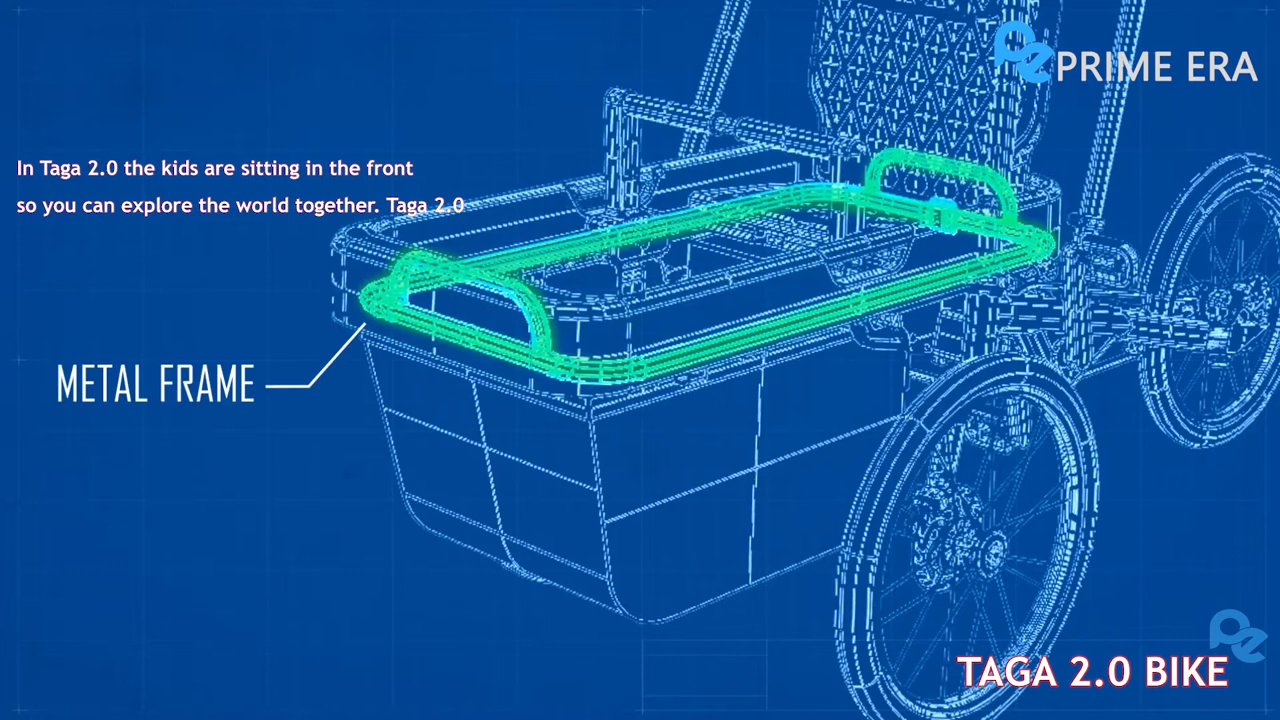 PRIME ERA
In Taga 2.0 the kids are sitting in the front
so you can explore the world together. Taga 2.0
METAL FRAME
TAGA 2.0 BIKE